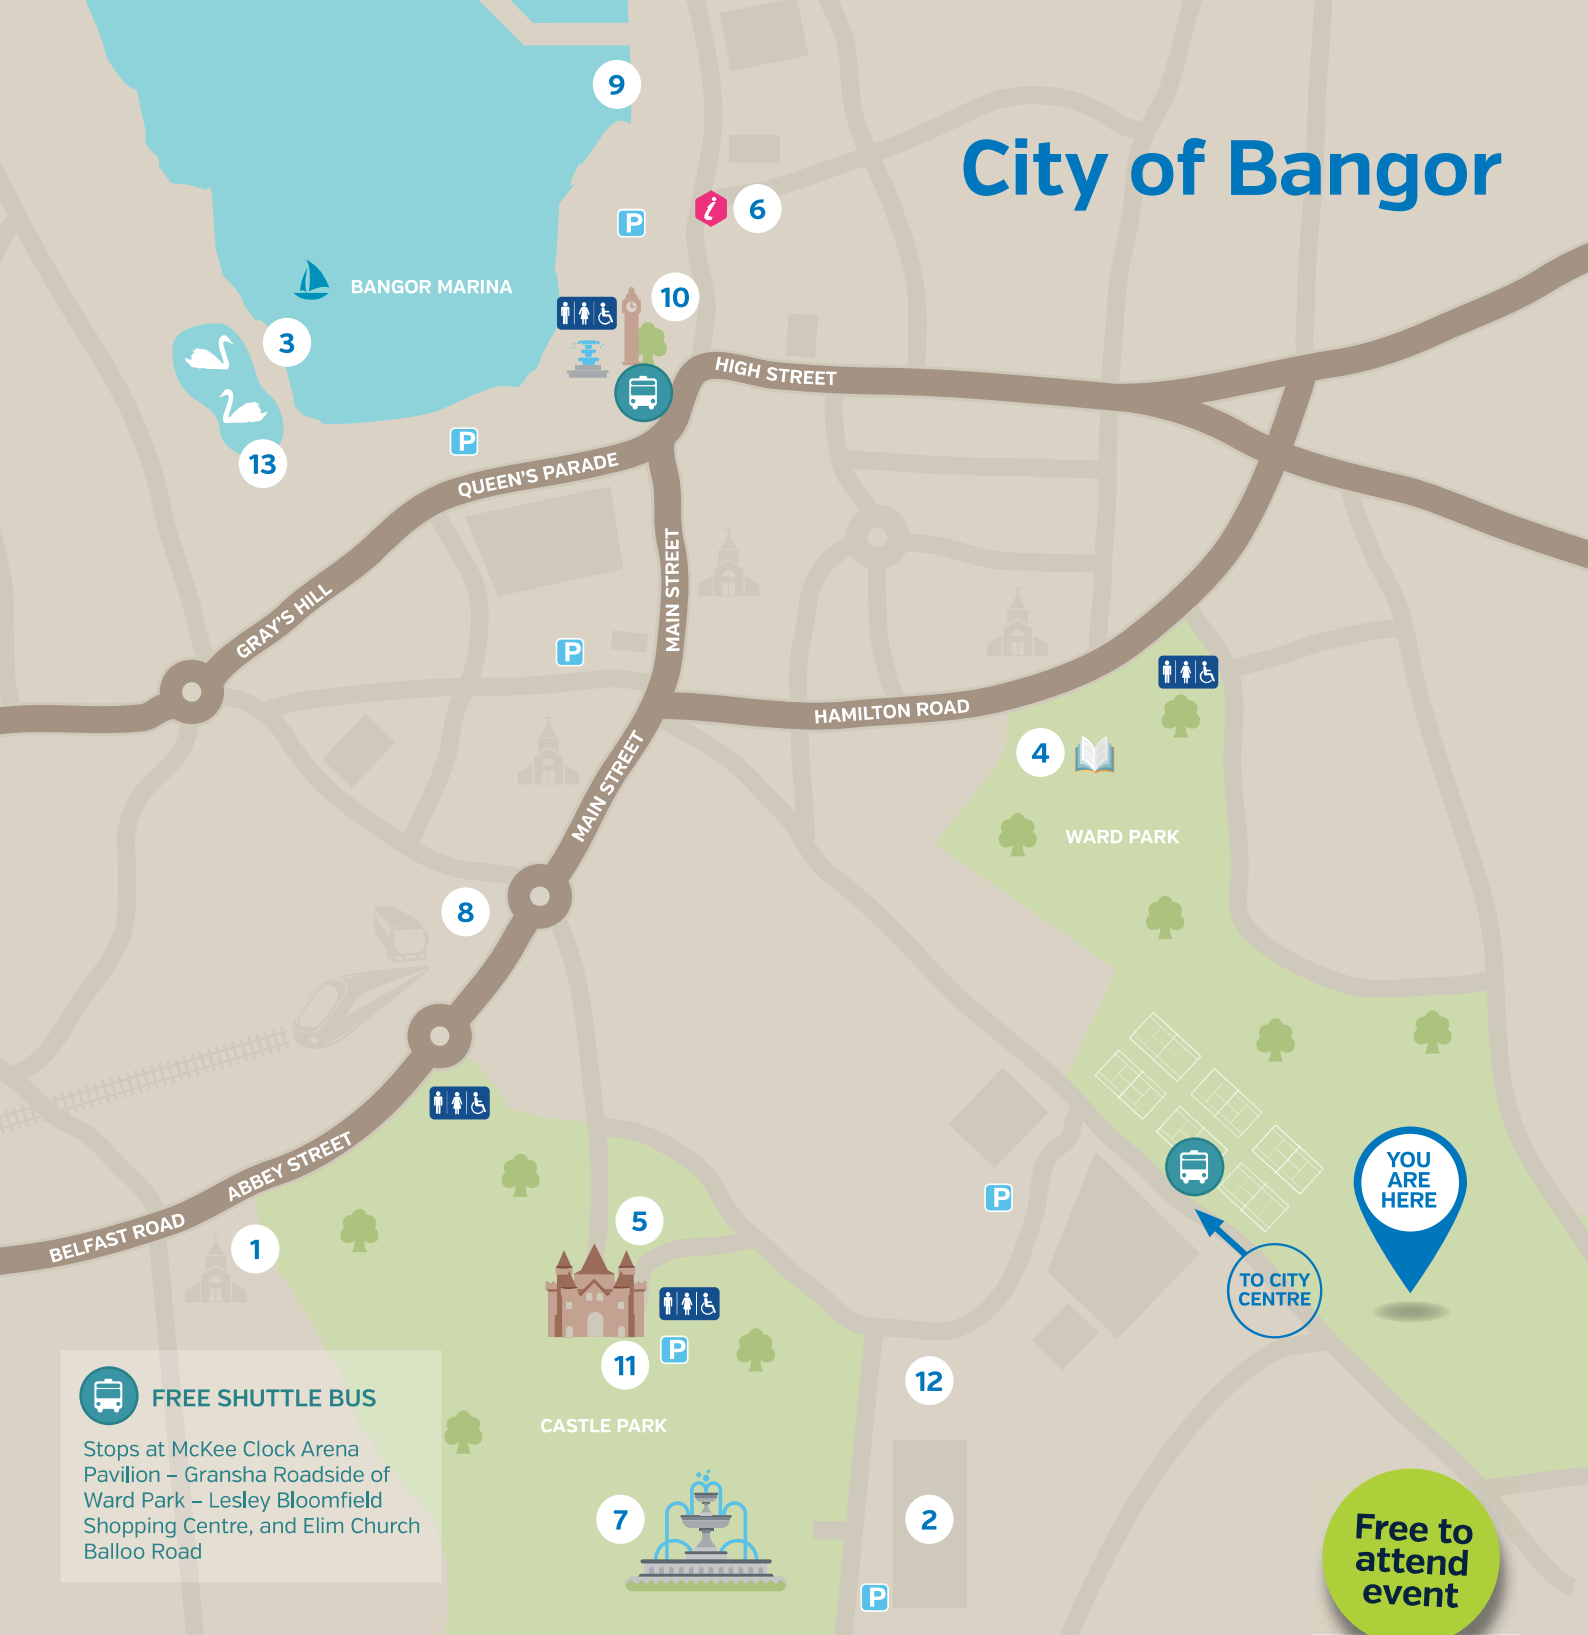 9
City of Bangor
P
i
6
BANGOR MARINA
10
3
HIGH STREET
P
13
QUEEN'S PARADE
MAIN STREET
GRAY'S HILL
P
HAMILTON ROAD
4
MAIN STREET
WARD PARK
8
ABBEY STREET
YOU
ARE
HERE
P
BELFAST ROAD
1
5
TO CITY
CENTRE
P
11
12
FREE SHUTTLE BUS
CASTLE PARK
Stops at McKee Clock Arena
Pavilion – Gransha Roadside of
Ward Park – Lesley Bloomfield
Shopping Centre, and Elim Church
Balloo Road
7
2
P
Free to
attend
event